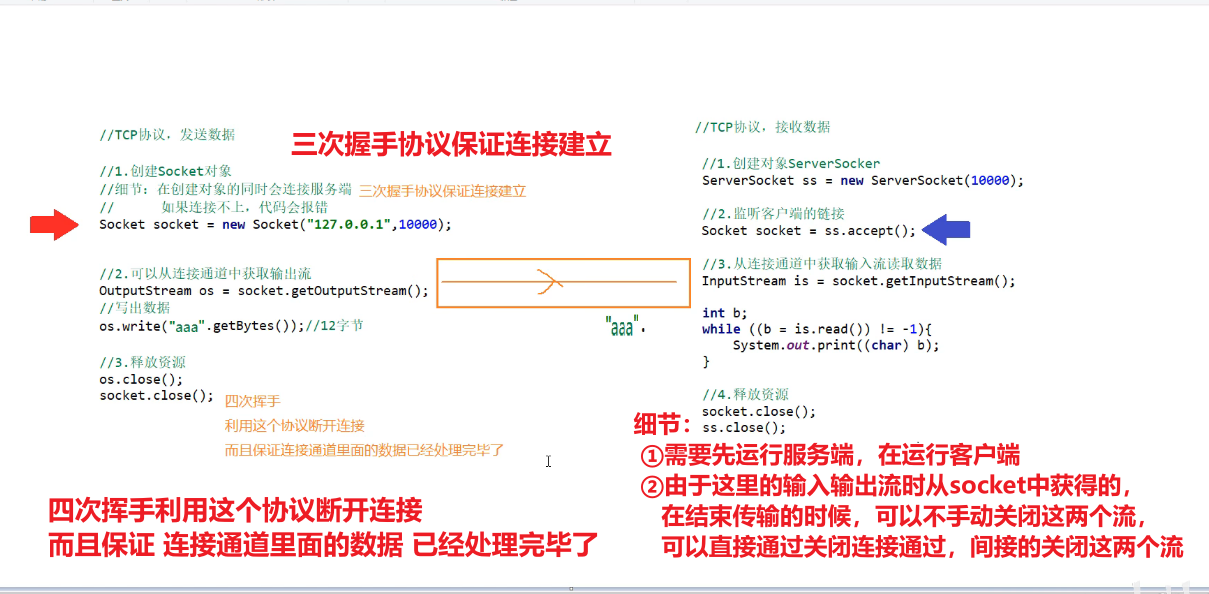 //TCP协议，发送数据
三次握手协议保证连接建立
//1.创建Socket对象
//细节：在创建对象的同时会连接服务端 三次握手协议保证连接建立
// 如果连接不上，代码会报错
Socket socket = new Socket("127.0.0.1",10000);
//2.可以从连接通道中获取输出流
OutputStream os = socket.getOutputStream();
//写出数据
os.write("aaa".getBytes());//12字节
"aaa".
//3.释放资源
os.close();
socket.close();
四次挥手
利用这个协议断开连接
而且保证连接通道里面的数据已经处理完毕了
四次挥手利用这个协议断开连接
而且保证 连接通道里面的数据 已经处理完毕了
//TCP协议，接收数据
//1.创建对象ServerSocker
ServerSocket ss = new ServerSocket(10000);
//2.监听客户端的链接
Socket socket = ss.accept();
//3.从连接通道中获取输入流读取数据
InputStream is = socket.getInputStream();
int b;
while ((b = is.read()) != -1){
System.out.print((char) b);
}
//4.释放资源
socket.close();
ss.close();
细节：
①需要先运行服务端，在运行客户端
②由于这里的输入输出流时从socket中获得的，
在结束传输的时候，可以不手动关闭这两个流，
可以直接通过关闭连接通过，间接的关闭这两个流